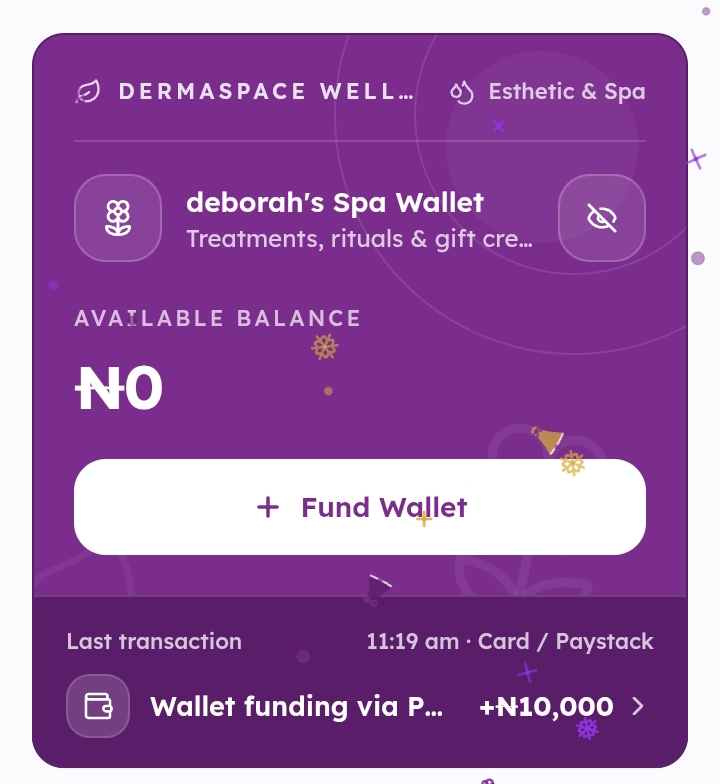 DERMASPACE WELL... Esthetic & Spa
deborah's Spa Wallet
Treatments, rituals & gift cre...
AVAILABLE BALANCE
₦0
+ Fund Wallet
Last transaction 11:19 am · Card / Paystack
Wallet funding via P... +₦10,000 >